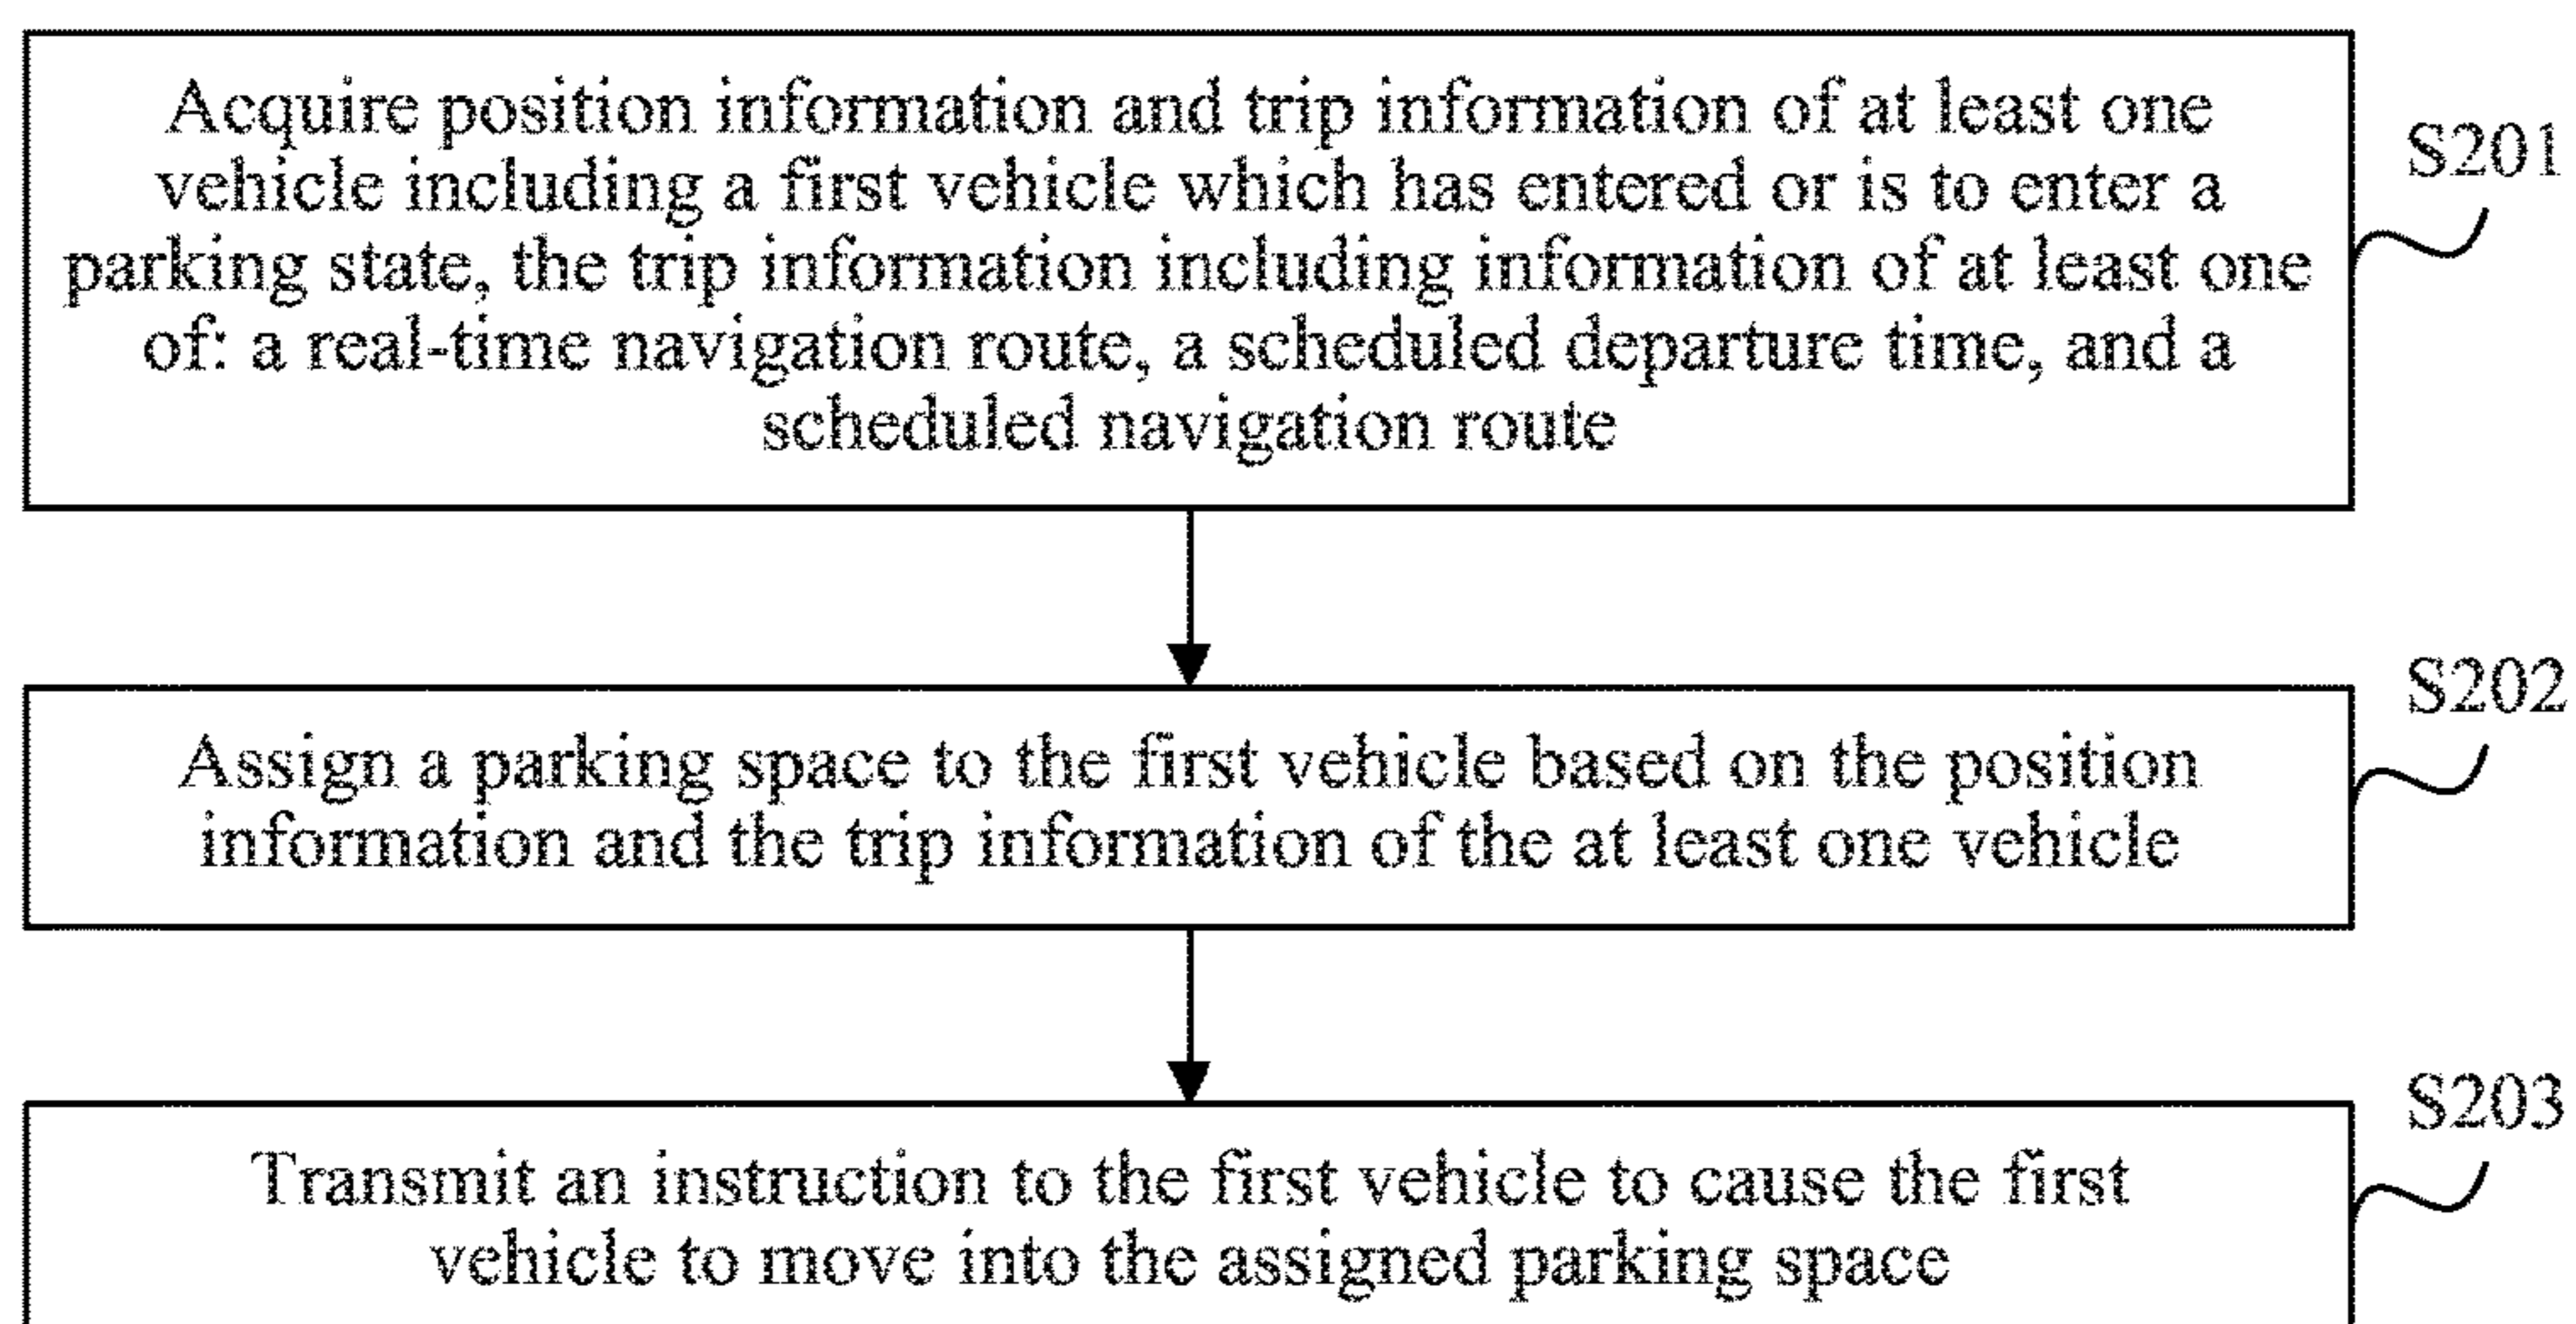 Acquire position information and trip information of at least one
vehicle including a first vehicle which has entered or is to enter a
parking state, the trip information including information of at least one
of: a real-time navigation route, a scheduled departure time, and a
scheduled navigation route
S201
Assign a parking space to the first vehicle based on the position
information and the trip information of the at least one vehicle
S202
Transmit an instruction to the first vehicle to cause the first
vehicle to move into the assigned parking space
S203